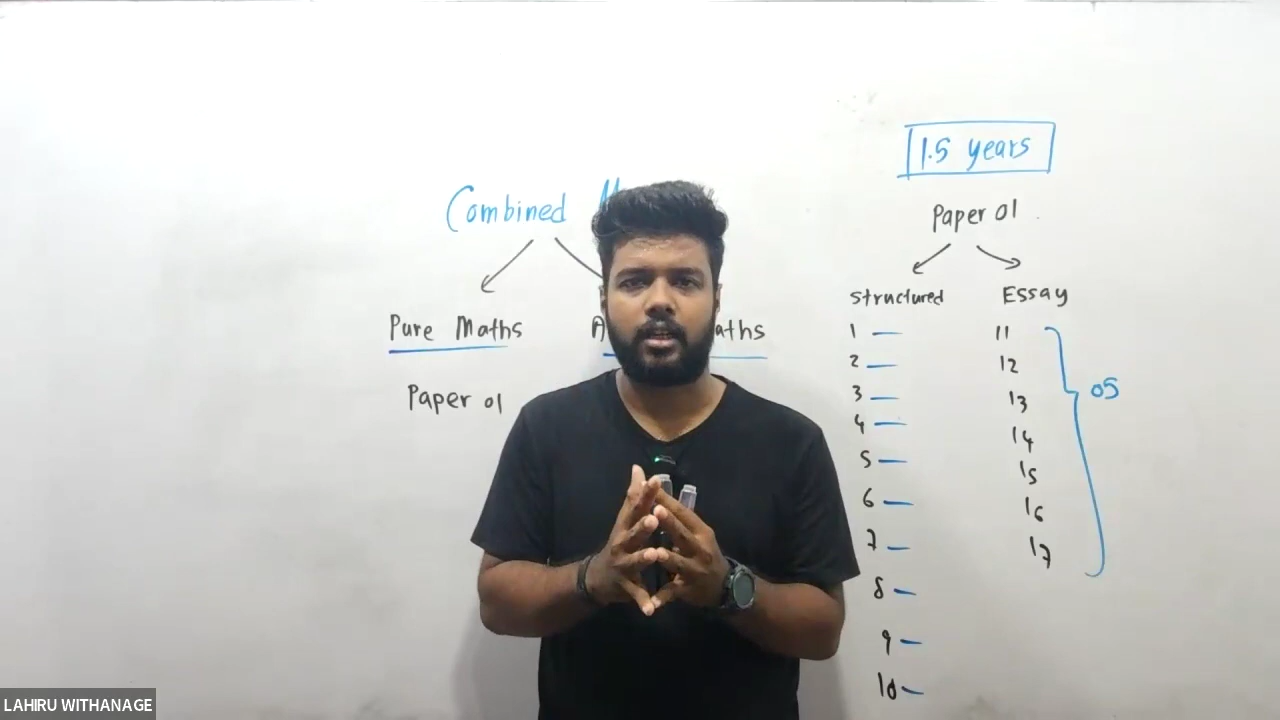 1.5 years
Combined
Paper 01
Structured Essay
Pure Maths
1 11
2 12
3 13
05
Paper 01
4 14
5 15
6 16
7 17
8
9
10
LAHIRU WITHANAGE